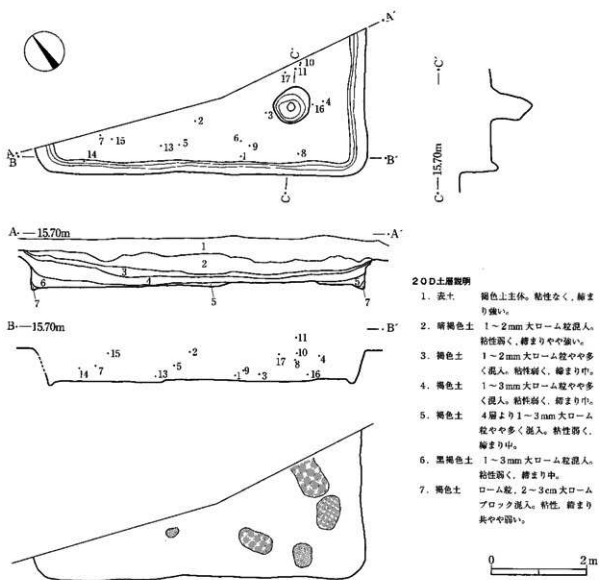 A′
C′
10
11
17
4
16
3
2
7 15
13 5
6
9
14
1
8
A
B
B′
C
C′
C—15.70m
A—15.70m
A′
1
2
3
6
4
5
7
5
7
B—15.70m
B′
11
15
2
17
10
4
8
14
7
5
13
1 9
3
16
20D土層説明
1. 表土 褐色土主体。粘性なく、締ま
り強い。
2. 暗褐色土 1〜2mm大ローム粒混入。
粘性弱く、締まりやや強い。
3. 褐色土 1〜2mm大ローム粒やや多
く混入。粘性弱く、締まり中。
4. 褐色土 1〜3mm大ローム粒やや多
く混入。粘性弱く、締まり中。
5. 褐色土 4層より1〜3mm大ローム
粒やや多く混入。粘性弱く、
締まり中。
6. 黒褐色土 1〜3mm大ローム粒混入。
粘性弱く、締まり中。
7. 褐色土 ローム粒、2〜3cm大ローム
ブロック混入。粘性、締まり
共やや弱い。
0 2m